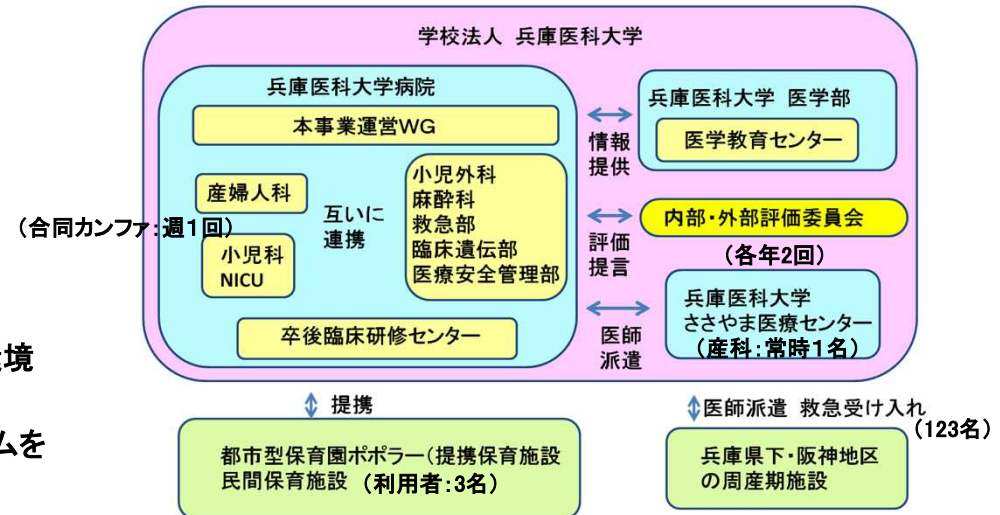 学校法人 兵庫医科大学
兵庫医科大学病院
本事業運営WG
産婦人科
(合同カンファ:週1回)
小児科
NICU
互いに
連携
小児外科
麻酔科
救急部
臨床遺伝部
医療安全管理部
卒後臨床研修センター
情報
提供
兵庫医科大学 医学部
医学教育センター
評価
提言
内部・外部評価委員会
(各年2回)
医師
派遣
兵庫医科大学
ささやま医療センター
(産科:常時1名)
境
ムを
提携
都市型保育園ポポラー(提携保育施設
民間保育施設 (利用者:3名)
医師派遣 救急受け入れ
(123名)
兵庫県下・阪神地区
の周産期施設